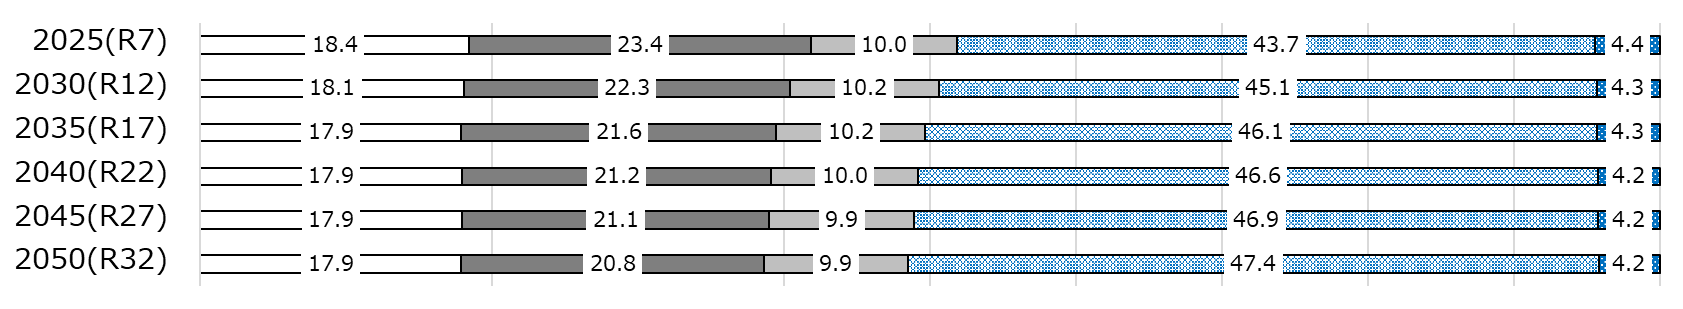 2025(R7) 18.4 23.4 10.0 43.7 4.4
2030(R12) 18.1 22.3 10.2 45.1 4.3
2035(R17) 17.9 21.6 10.2 46.1 4.3
2040(R22) 17.9 21.2 10.0 46.6 4.2
2045(R27) 17.9 21.1 9.9 46.9 4.2
2050(R32) 17.9 20.8 9.9 47.4 4.2